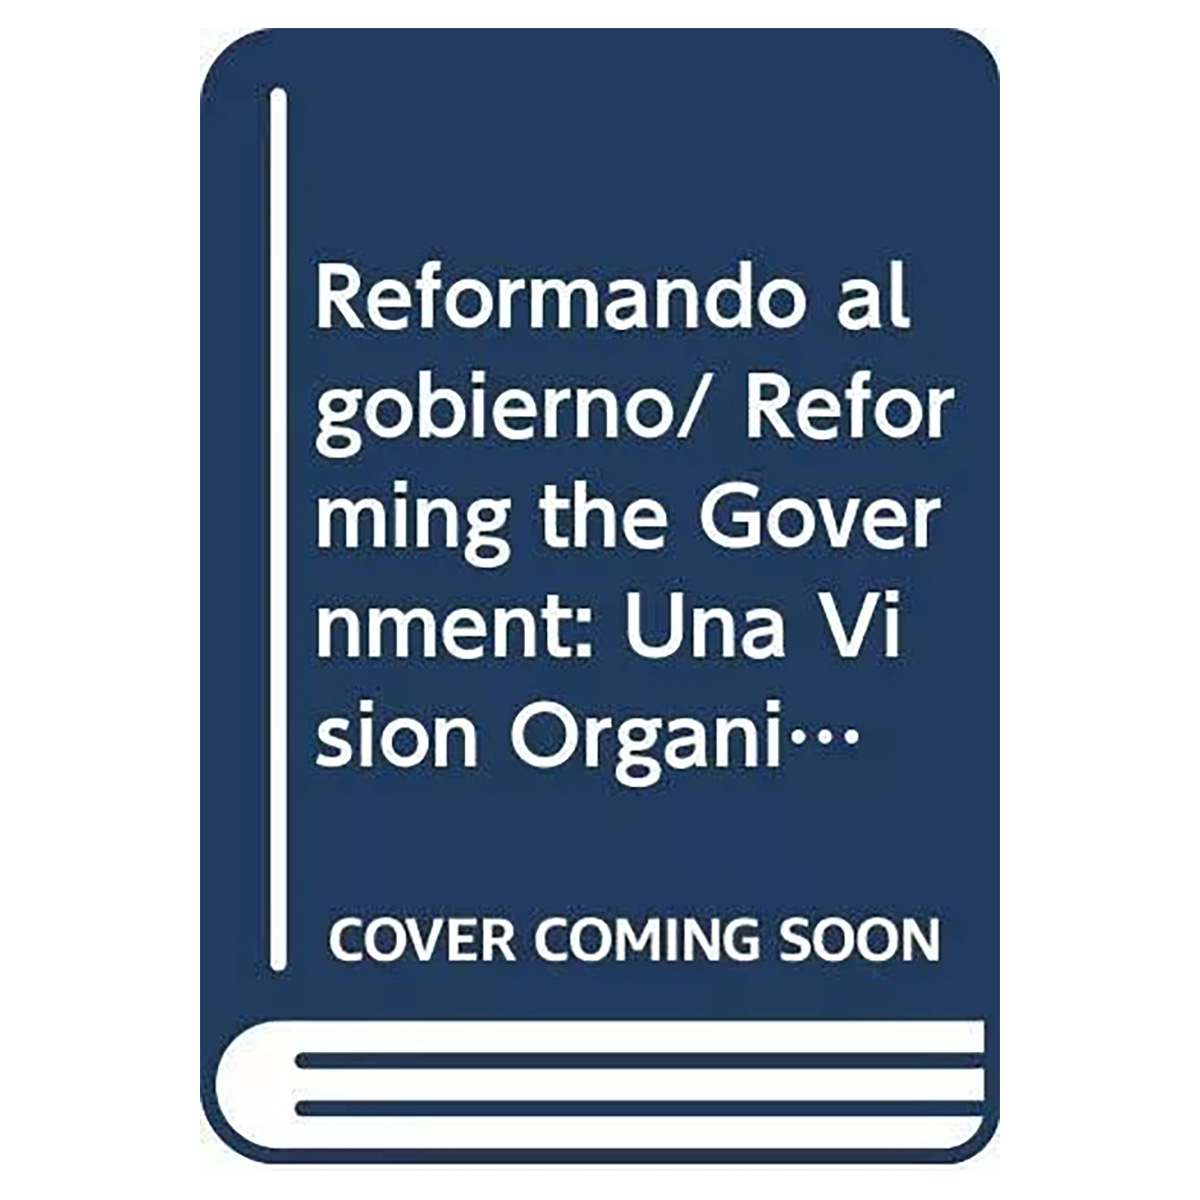 Reformando al
gobierno/ Refor
ming the Gover
nment: Una Vi
sion Organi...
COVER COMING SOON